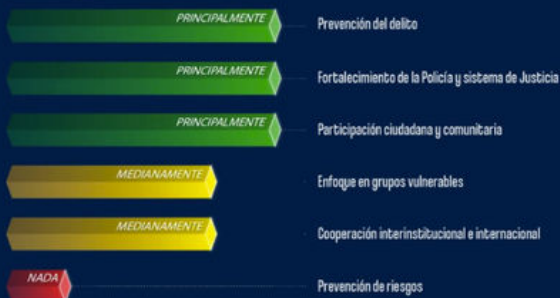 PRINCIPALMENTE Prevención del delito
PRINCIPALMENTE Fortalecimiento de la Policía y sistema de Justicia
PRINCIPALMENTE Participación ciudadana y comunitaria
MEDIANAMENTE Enfoque en grupos vulnerables
MEDIANAMENTE Cooperación interinstitucional e internacional
NADA Prevención de riesgos